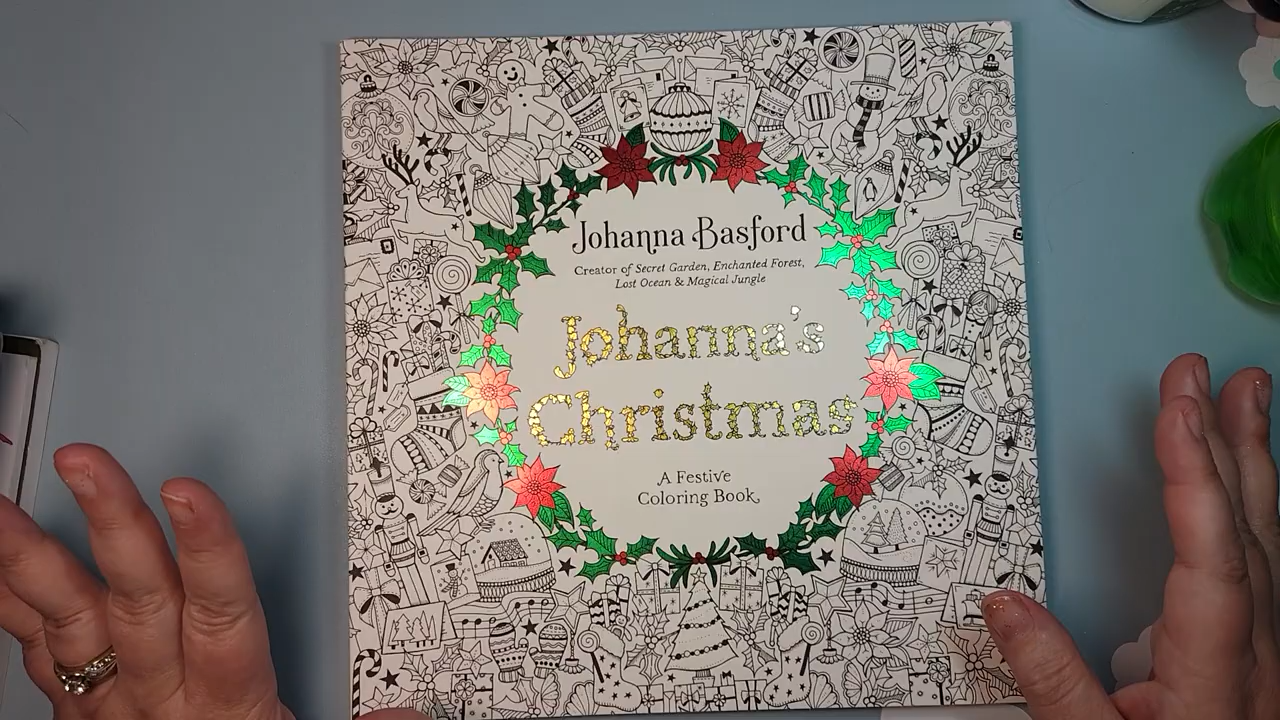 Johanna Basford
Creator of Secret Garden, Enchanted Forest,
Lost Ocean & Magical Jungle
Johanna's
Christmas
A Festive
Coloring Book